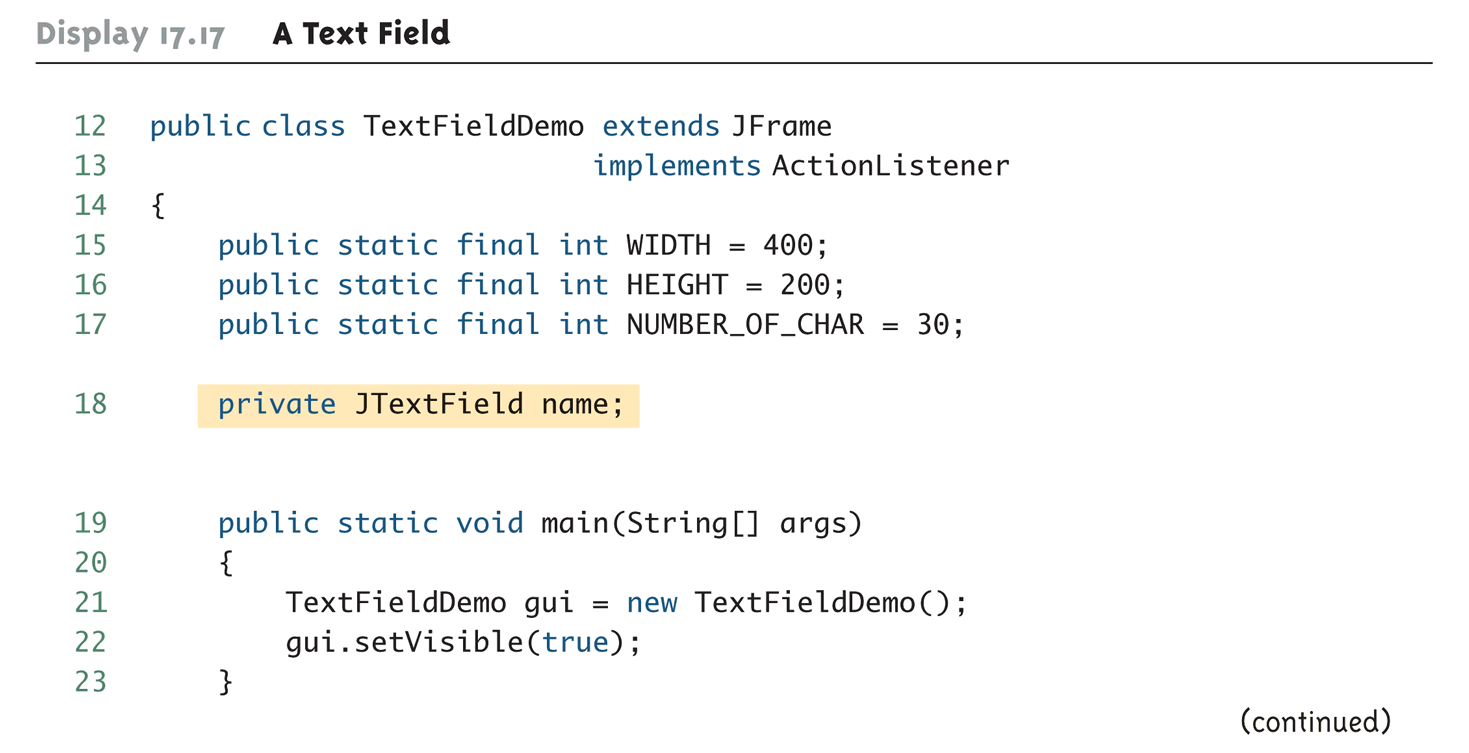 Display 17.17 A Text Field
12 public class TextFieldDemo extends JFrame
13 implements ActionListener
14 {
15 public static final int WIDTH = 400;
16 public static final int HEIGHT = 200;
17 public static final int NUMBER_OF_CHAR = 30;
18 private JTextField name;
19 public static void main(String[] args)
20 {
21 TextFieldDemo gui = new TextFieldDemo();
22 gui.setVisible(true);
23 }
(continued)